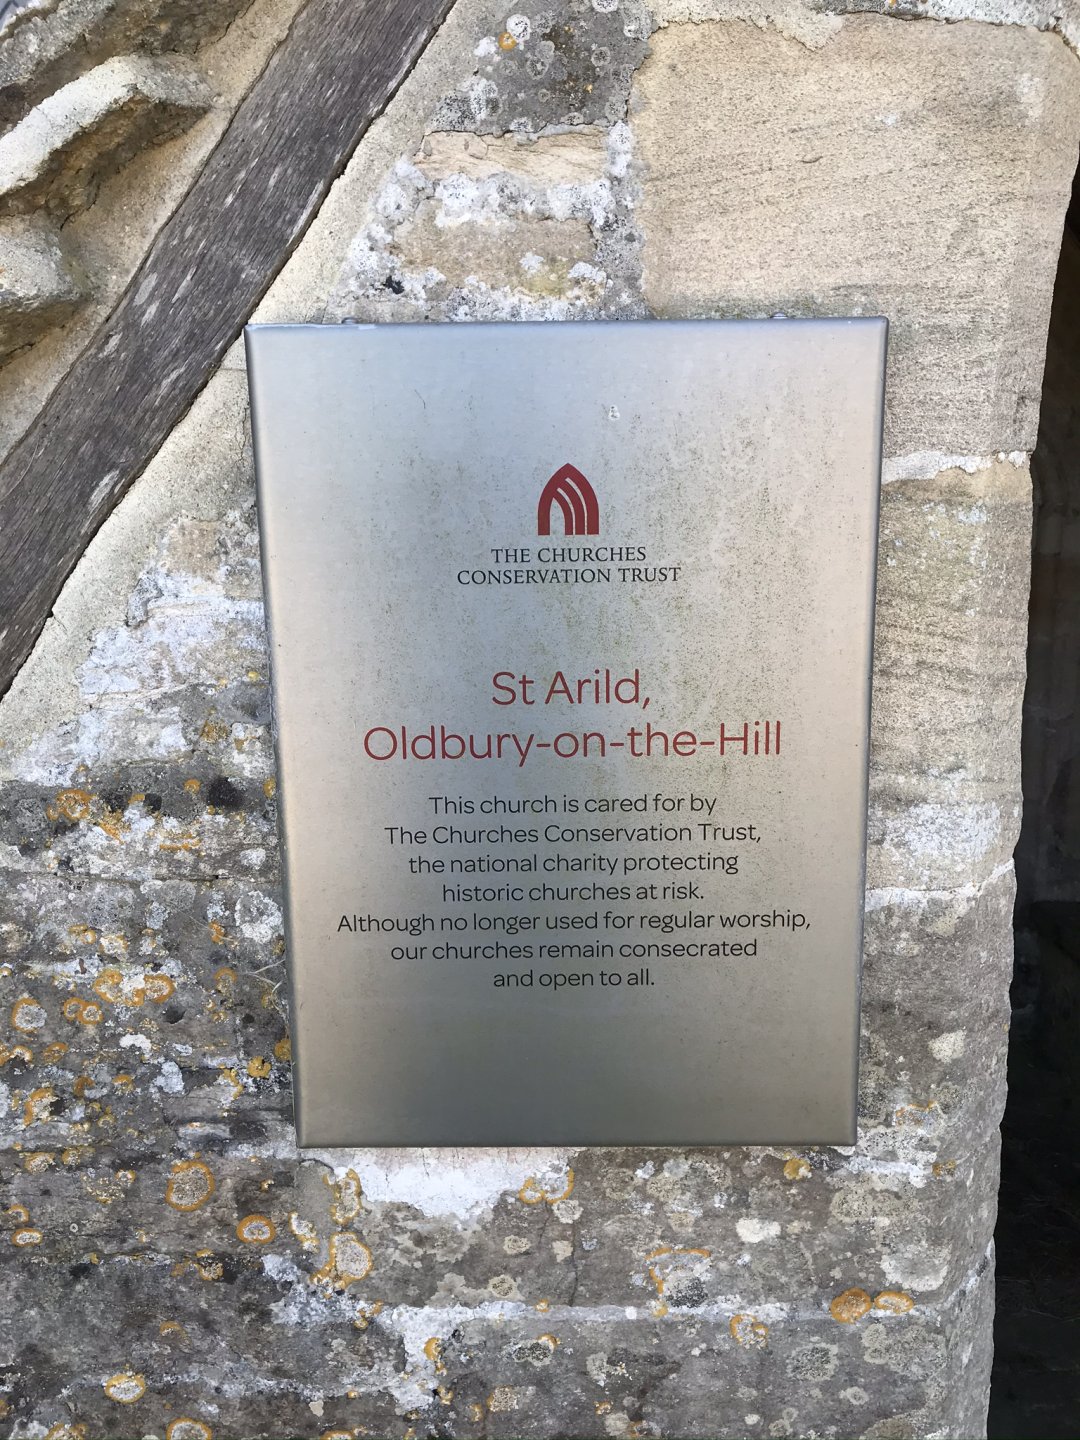 THE CHURCHES
CONSERVATION TRUST
St Arild,
Oldbury-on-the-Hill
This church is cared for by
The Churches Conservation Trust,
the national charity protecting
historic churches at risk.
Although no longer used for regular worship,
our churches remain consecrated
and open to all.